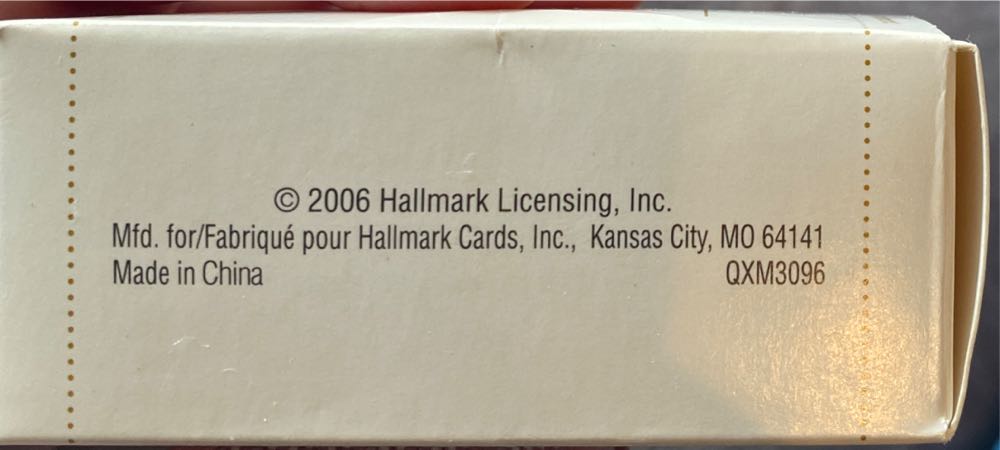 © 2006 Hallmark Licensing, Inc.
Mfd. for/Fabriqué pour Hallmark Cards, Inc., Kansas City, MO 64141
Made in China QXM3096